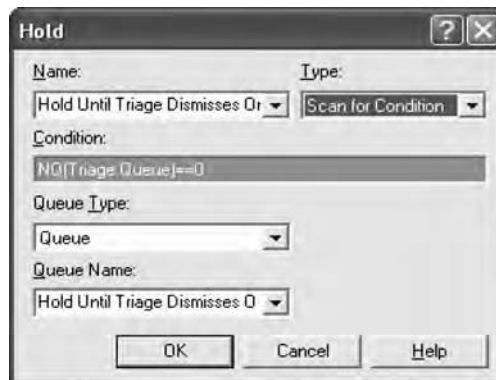 Hold
Name:
Type:
Hold Until Triage Dismisses Or
Scan for Condition
Condition:
NQ(Triage.Queue)==0
Queue Type:
Queue
Queue Name:
Hold Until Triage Dismisses O
OK
Cancel
Help